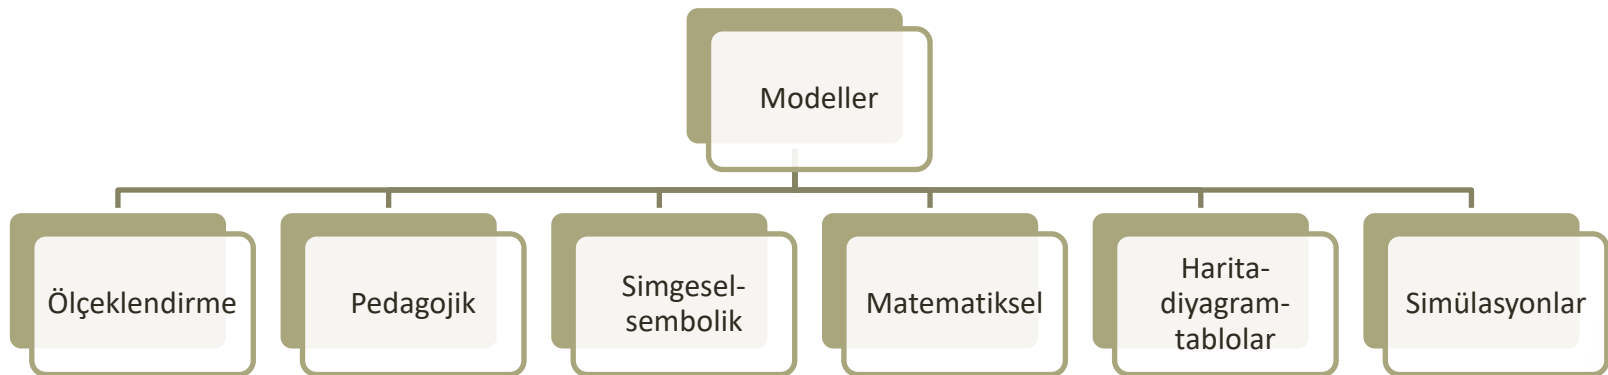 Modeller
Ölçeklendirme
Pedagojik
Simgesel-
sembolik
Matematiksel
Harita-
diyagram-
tablolar
Simülasyonlar